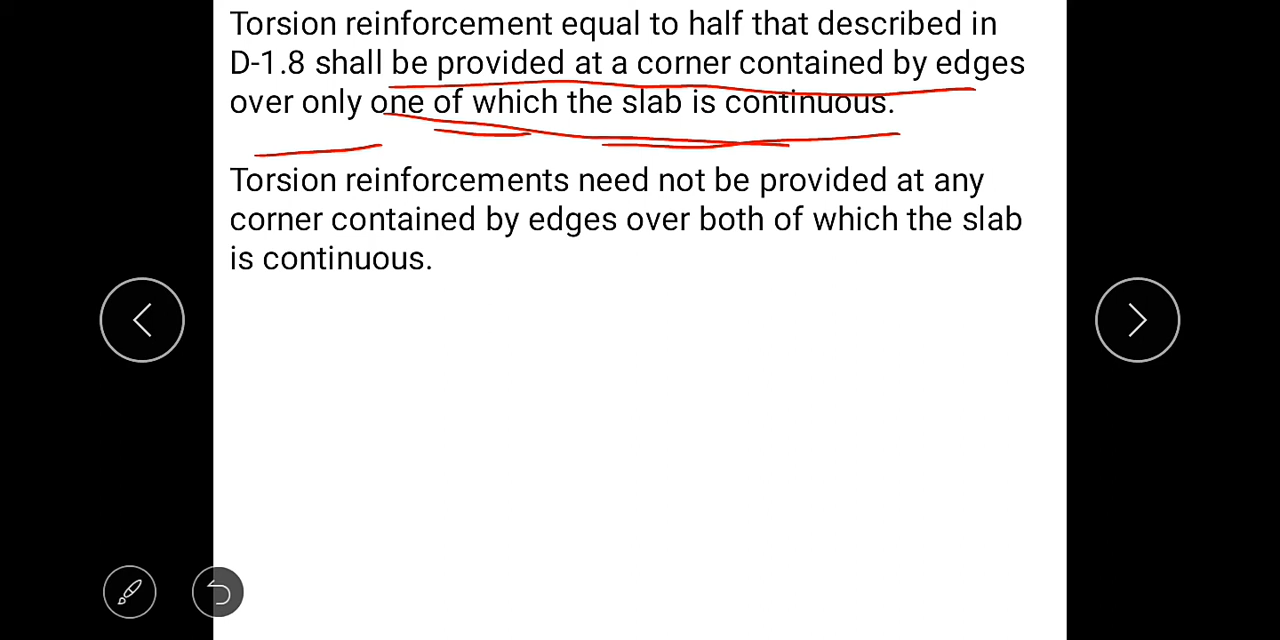 Torsion reinforcement equal to half that described in
D-1.8 shall be provided at a corner contained by edges
over only one of which the slab is continuous.
Torsion reinforcements need not be provided at any
corner contained by edges over both of which the slab
is continuous.